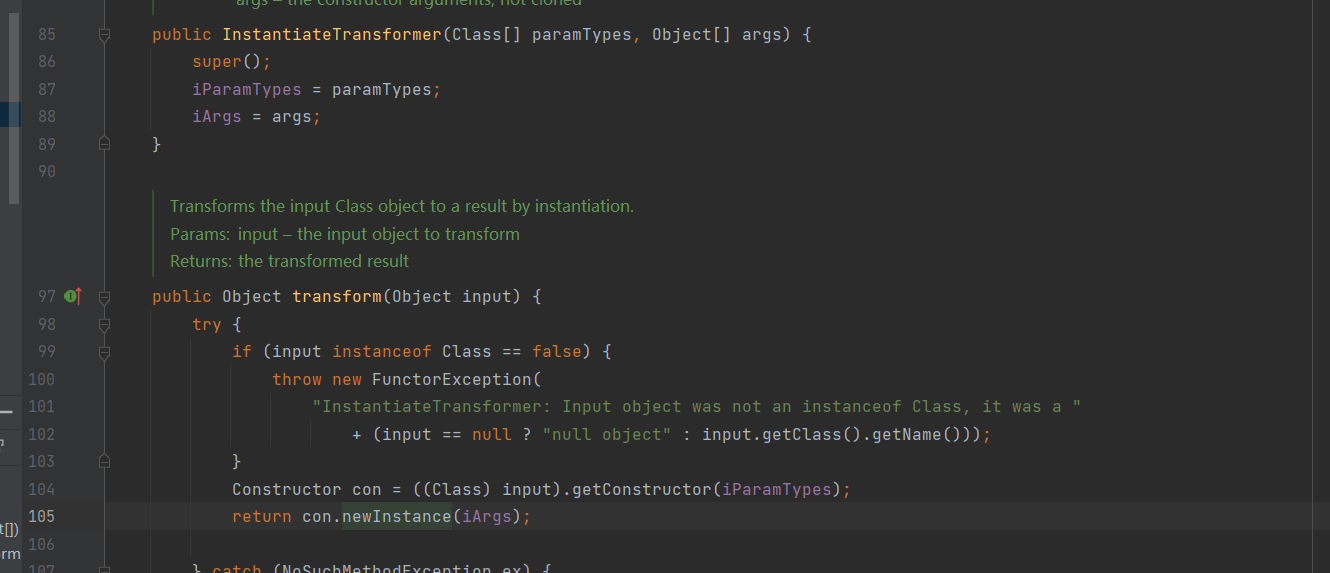 args – the constructor arguments, not cloned
85 public InstantiateTransformer(Class[] paramTypes, Object[] args) {
86 super();
87 iParamTypes = paramTypes;
88 iArgs = args;
89 }
90
Transforms the input Class object to a result by instantiation.
Params: input – the input object to transform
Returns: the transformed result
97 public Object transform(Object input) {
98 try {
99 if (input instanceof Class == false) {
100 throw new FunctorException(
101 "InstantiateTransformer: Input object was not an instanceof Class, it was a "
102 + (input == null ? "null object" : input.getClass().getName()));
103 }
104 Constructor con = ((Class) input).getConstructor(iParamTypes);
105 return con.newInstance(iArgs);
t[])
106
orm
107 } catch (NoSuchMethodException ex) {